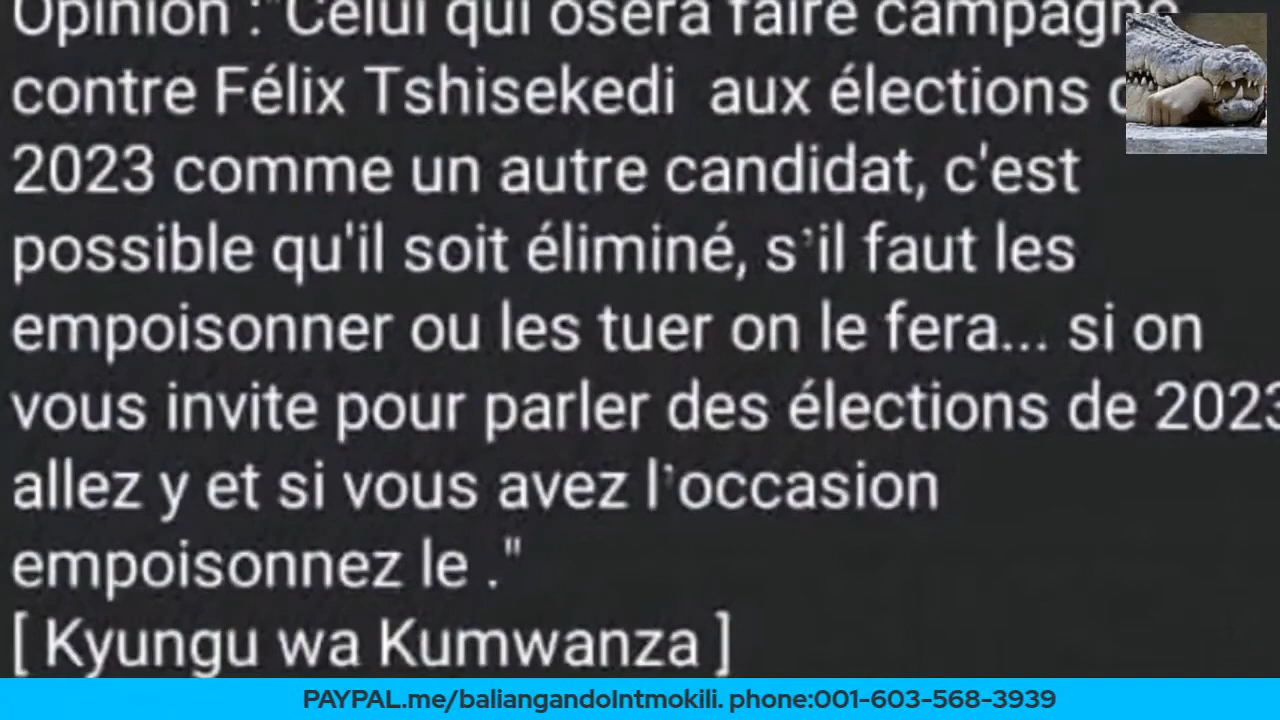 Opinion :"Celui qui osera faire campagne
contre Félix Tshisekedi aux élections
2023 comme un autre candidat, c'est
possible qu'il soit éliminé, s’il faut les
empoisonner ou les tuer on le fera... si on
vous invite pour parler des élections de 2023
allez y et si vous avez l’occasion
empoisonnez le ."
[ Kyungu wa Kumwanza ]
PAYPAL.me/baliangandoIntmokili. phone:001-603-568-3939